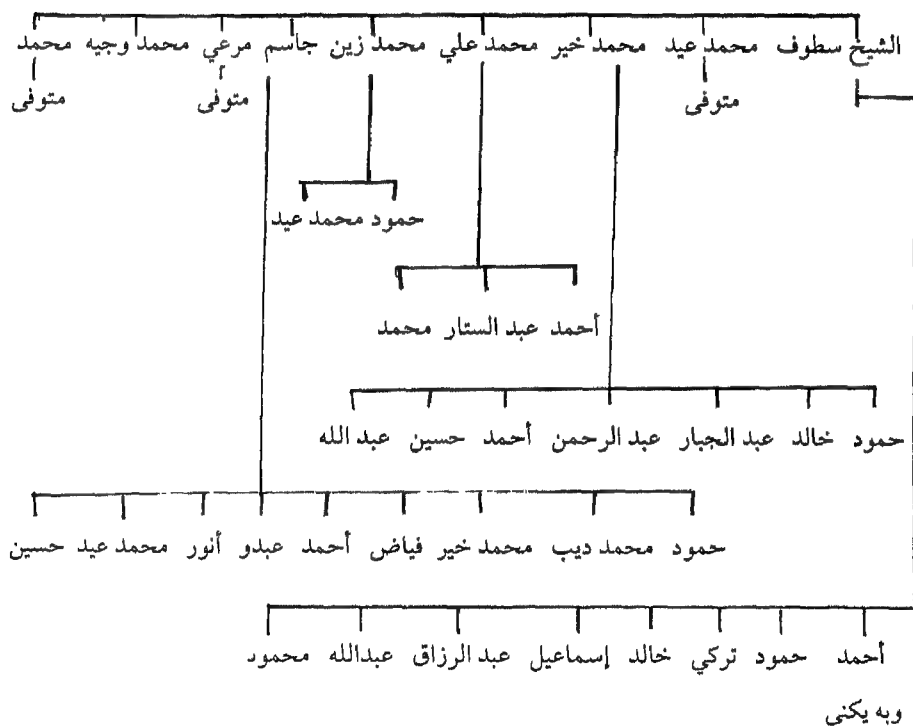 الشيخ سطوف محمد عيد محمد خير محمد علي محمد زين جاسم مرعي محمد وجيه محمد
متوفى متوفى متوفى
حمود محمد عيد
أحمد عبد الستار محمد
حمود خالد عبد الجبار عبد الرحمن أحمد حسين عبد الله
حمود محمد ديب محمد خير فياض أحمد عبدو أنور محمد عيد حسين
أحمد حمود تركي خالد إسماعيل عبد الرزاق عبدالله محمود
وبه يكنى